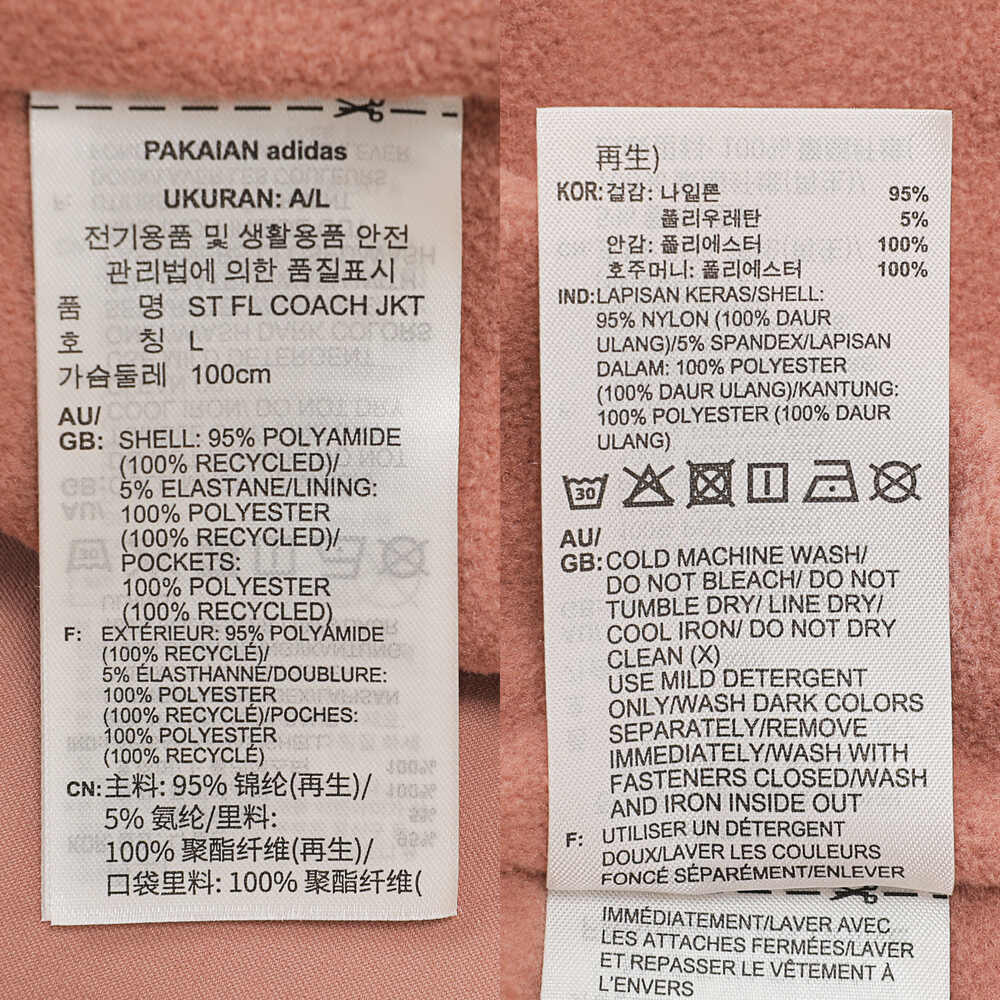 PAKAIAN adidas
UKURAN: A/L
전기용품 및 생활용품 안전
관리법에 의한 품질표시
품 명 ST FL COACH JKT
호 칭 L
가슴둘레 100cm
AU/
GB: SHELL: 95% POLYAMIDE
(100% RECYCLED)/
5% ELASTANE/LINING:
100% POLYESTER
(100% RECYCLED)/
POCKETS:
100% POLYESTER
(100% RECYCLED)
F: EXTÉRIEUR: 95% POLYAMIDE
(100% RECYCLÉ)/
5% ÉLASTHANNE/DOUBLURE:
100% POLYESTER
(100% RECYCLÉ)/POCHES:
100% POLYESTER
(100% RECYCLÉ)
CN: 主料: 95% 锦纶(再生)/
5% 氨纶/里料:
100% 聚酯纤维(再生)/
口袋里料: 100% 聚酯纤维(
再生)
KOR: 겉감: 나일론 95%
폴리우레탄 5%
안감: 폴리에스터 100%
호주머니: 폴리에스터 100%
IND: LAPISAN KERAS/SHELL:
95% NYLON (100% DAUR
ULANG)/5% SPANDEX/LAPISAN
DALAM: 100% POLYESTER
(100% DAUR ULANG)/KANTUNG:
100% POLYESTER (100% DAUR
ULANG)
30
AU/
GB: COLD MACHINE WASH/
DO NOT BLEACH/ DO NOT
TUMBLE DRY/ LINE DRY/
COOL IRON/ DO NOT DRY
CLEAN (X)
USE MILD DETERGENT
ONLY/WASH DARK COLORS
SEPARATELY/REMOVE
IMMEDIATELY/WASH WITH
FASTENERS CLOSED/WASH
AND IRON INSIDE OUT
F: UTILISER UN DÉTERGENT
DOUX/LAVER LES COULEURS
FONCÉ SÉPARÉMENT/ENLEVER
IMMÉDIATEMENT/LAVER AVEC
LES ATTACHES FERMÉES/LAVER
ET REPASSER LE VÊTEMENT À
L'ENVERS